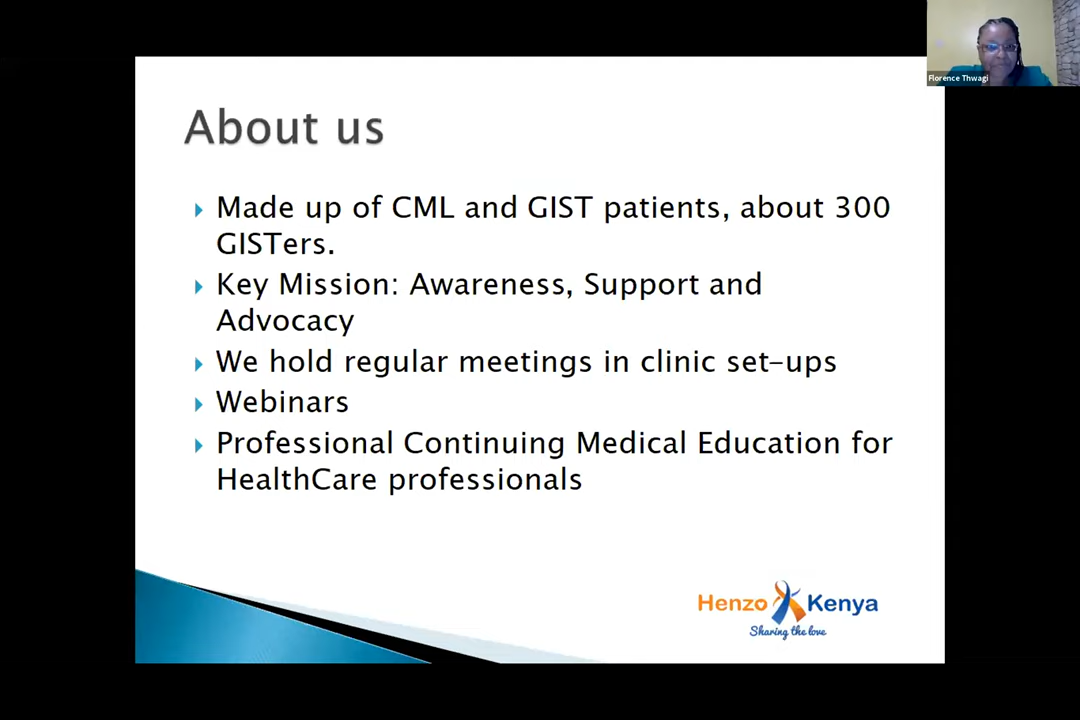 Florence Thwagi
About us
Made up of CML and GIST patients, about 300
GISTers.
Key Mission: Awareness, Support and
Advocacy
We hold regular meetings in clinic set-ups
Webinars
Professional Continuing Medical Education for
HealthCare professionals
Henzo Kenya
Sharing the love